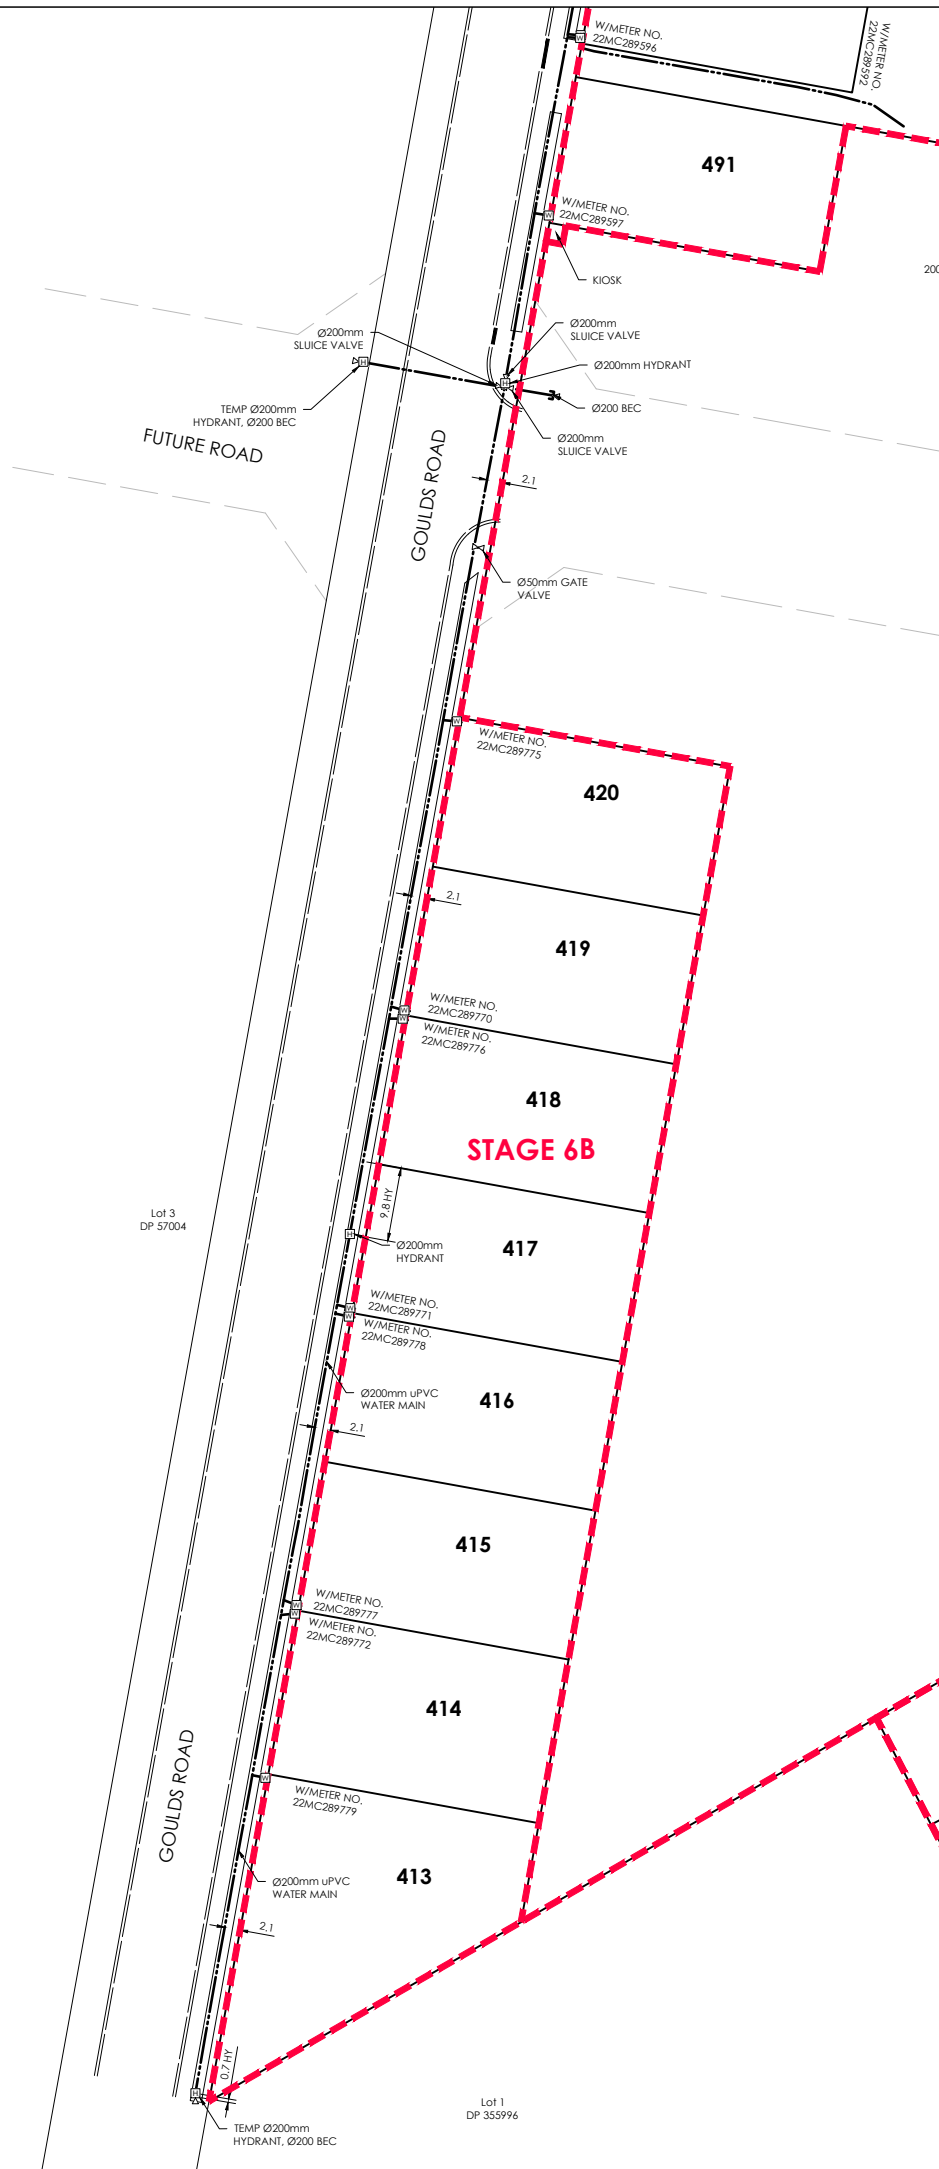 W/METER NO.
22MC289596
W/METER NO.
22MC289592
491
W/METER NO.
22MC289597
KIOSK
200
Ø200mm
SLUICE VALVE
Ø200mm
SLUICE VALVE
Ø200mm HYDRANT
TEMP Ø200mm
HYDRANT, Ø200 BEC
Ø200 BEC
Ø200mm
SLUICE VALVE
FUTURE ROAD
GOULDS ROAD
2.1
Ø50mm GATE
VALVE
W/METER NO.
22MC289775
420
2.1
419
W/METER NO.
22MC289770
W/METER NO.
22MC289776
418
STAGE 6B
9.8 HY
Lot 3
DP 57004
Ø200mm
HYDRANT
417
W/METER NO.
22MC289771
W/METER NO.
22MC289778
Ø200mm uPVC
WATER MAIN
416
2.1
415
W/METER NO.
22MC289777
W/METER NO.
22MC289772
414
GOULDS ROAD
W/METER NO.
22MC289779
413
Ø200mm uPVC
WATER MAIN
2.1
0.7 HY
Lot 1
DP 355996
TEMP Ø200mm
HYDRANT, Ø200 BEC
H
H
H
H
W
W
W
W
W
W
W
W
W
W